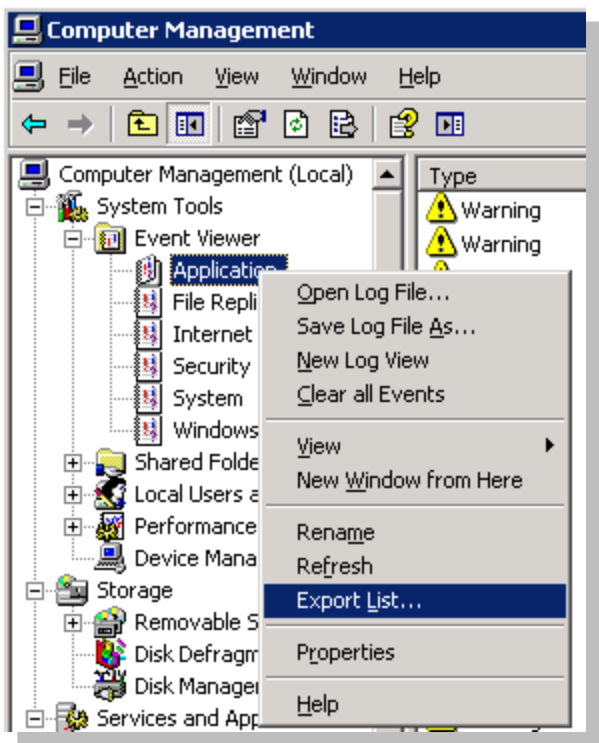 Computer Management
File Action View Window Help
Computer Management (Local)
System Tools
Event Viewer
Application
File Repli
Internet
Security
System
Windows
Shared Folde
Local Users a
Performance
Device Mana
Storage
Removable S
Disk Defragm
Disk Manager
Services and App
Type
Warning
Warning
Open Log File...
Save Log File As...
New Log View
Clear all Events
View
New Window from Here
Rename
Refresh
Export List...
Properties
Help